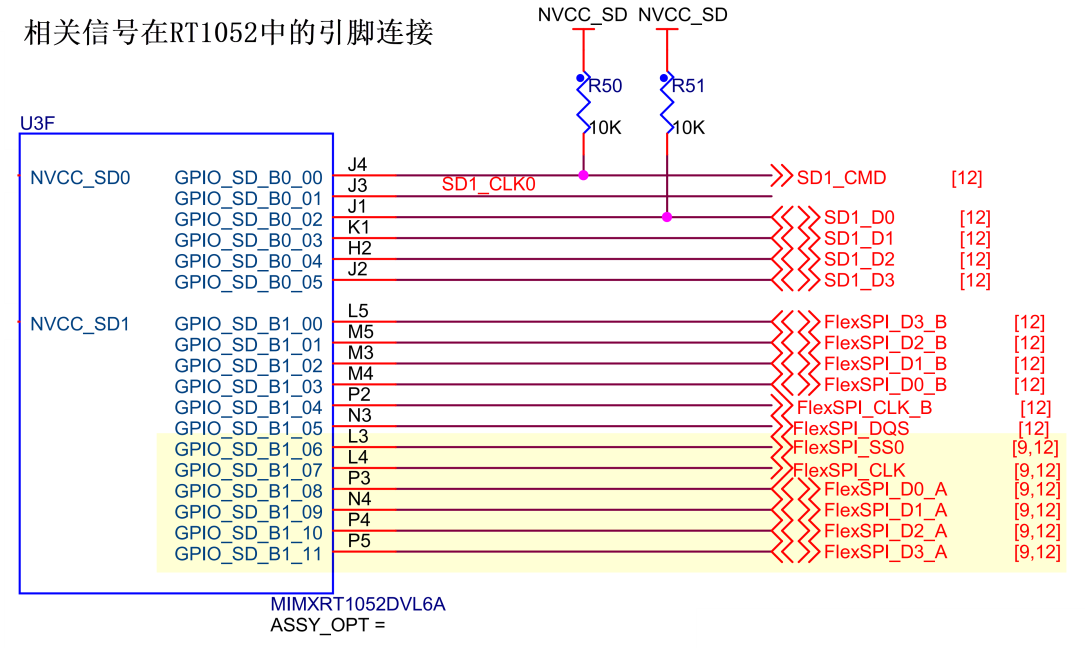 相关信号在RT1052中的引脚连接
NVCC_SD NVCC_SD
R50 R51
10K 10K
U3F
NVCC_SD0 GPIO_SD_B0_00 J4 SD1_CMD [12]
GPIO_SD_B0_01 J3 SD1_CLK0
GPIO_SD_B0_02 J1 SD1_D0 [12]
GPIO_SD_B0_03 K1 SD1_D1 [12]
GPIO_SD_B0_04 H2 SD1_D2 [12]
GPIO_SD_B0_05 J2 SD1_D3 [12]
NVCC_SD1 GPIO_SD_B1_00 L5 FlexSPI_D3_B [12]
GPIO_SD_B1_01 M5 FlexSPI_D2_B [12]
GPIO_SD_B1_02 M3 FlexSPI_D1_B [12]
GPIO_SD_B1_03 M4 FlexSPI_D0_B [12]
GPIO_SD_B1_04 P2 FlexSPI_CLK_B [12]
GPIO_SD_B1_05 N3 FlexSPI_DQS [12]
GPIO_SD_B1_06 L3 FlexSPI_SS0 [9,12]
GPIO_SD_B1_07 L4 FlexSPI_CLK [9,12]
GPIO_SD_B1_08 P3 FlexSPI_D0_A [9,12]
GPIO_SD_B1_09 N4 FlexSPI_D1_A [9,12]
GPIO_SD_B1_10 P4 FlexSPI_D2_A [9,12]
GPIO_SD_B1_11 P5 FlexSPI_D3_A [9,12]
MIMXRT1052DVL6A
ASSY_OPT =